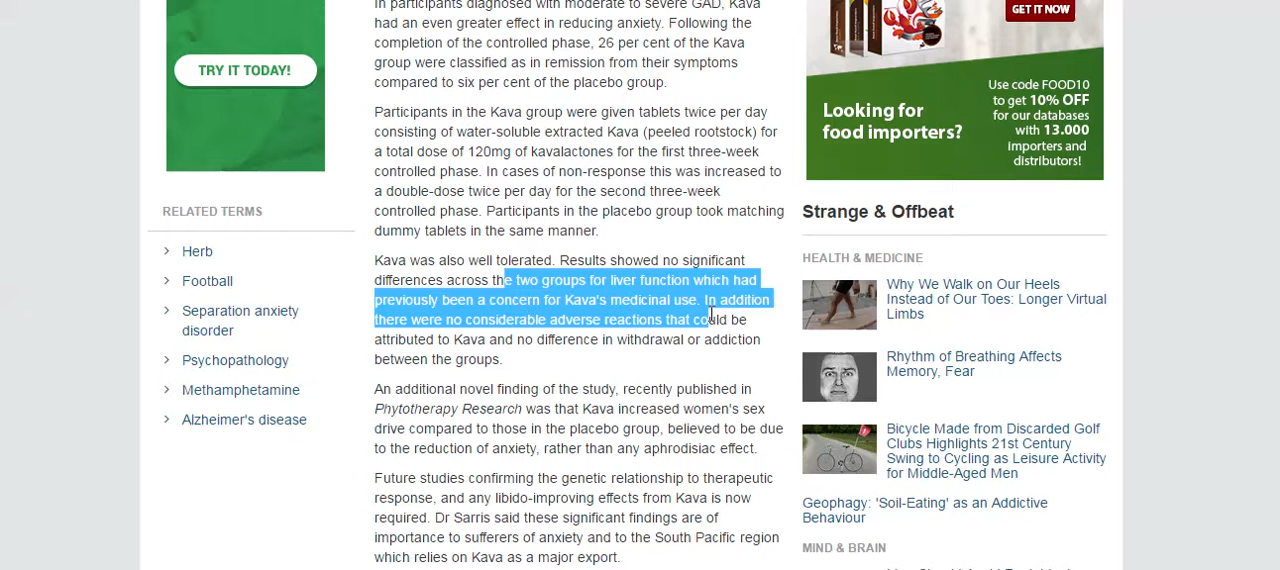 TRY IT TODAY!
RELATED TERMS
Herb
Football
Separation anxiety
disorder
Psychopathology
Methamphetamine
Alzheimer's disease
In participants diagnosed with moderate to severe GAD, Kava
had an even greater effect in reducing anxiety. Following the
completion of the controlled phase, 26 per cent of the Kava
group were classified as in remission from their symptoms
compared to six per cent of the placebo group.
Participants in the Kava group were given tablets twice per day
consisting of water-soluble extracted Kava (peeled rootstock) for
a total dose of 120mg of kavalactones for the first three-week
controlled phase. In cases of non-response this was increased to
a double-dose twice per day for the second three-week
controlled phase. Participants in the placebo group took matching
dummy tablets in the same manner.
Kava was also well tolerated. Results showed no significant
differences across the two groups for liver function which had
previously been a concern for Kava's medicinal use. In addition
there were no considerable adverse reactions that could be
attributed to Kava and no difference in withdrawal or addiction
between the groups.
An additional novel finding of the study, recently published in
Phytotherapy Research was that Kava increased women's sex
drive compared to those in the placebo group, believed to be due
to the reduction of anxiety, rather than any aphrodisiac effect.
Future studies confirming the genetic relationship to therapeutic
response, and any libido-improving effects from Kava is now
required. Dr Sarris said these significant findings are of
importance to sufferers of anxiety and to the South Pacific region
which relies on Kava as a major export.
GET IT NOW
Looking for
food importers?
Use code FOOD10
to get 10% OFF
for our databases
with 13.000
importers and
distributors!
Strange & Offbeat
HEALTH & MEDICINE
Why We Walk on Our Heels
Instead of Our Toes: Longer Virtual
Limbs
Rhythm of Breathing Affects
Memory, Fear
Bicycle Made from Discarded Golf
Clubs Highlights 21st Century
Swing to Cycling as Leisure Activity
for Middle-Aged Men
Geophagy: 'Soil-Eating' as an Addictive
Behaviour
MIND & BRAIN